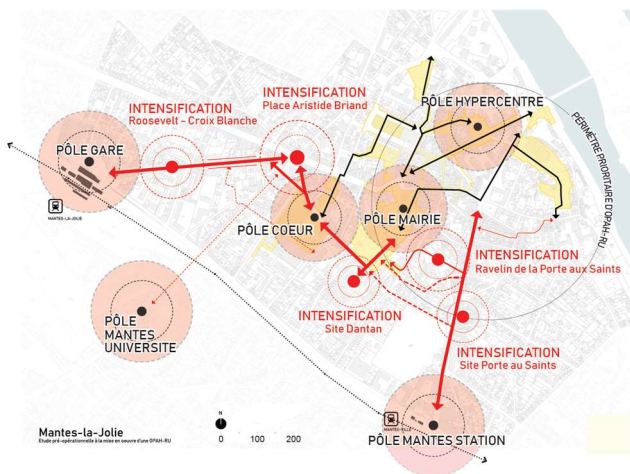 INTENSIFICATION
Roosevelt - Croix Blanche
INTENSIFICATION
Place Aristide Briand
PÔLE HYPERCENTRE
PÉRIMÈTRE PRIORITAIRE D'OPAH-RU
PÔLE GARE
MANTES-LA-JOLIE
PÔLE COEUR
PÔLE MAIRIE
INTENSIFICATION
Ravelin de la Porte aux Saints
INTENSIFICATION
Site Dantan
PÔLE
MANTES
UNIVERSITE
INTENSIFICATION
Site Porte au Saints
MANTES-VILLE
PÔLE MANTES STATION
Mantes-la-Jolie
Etude pré-opérationnelle à la mise en oeuvre d'une OPAH-RU
N
0 100 200